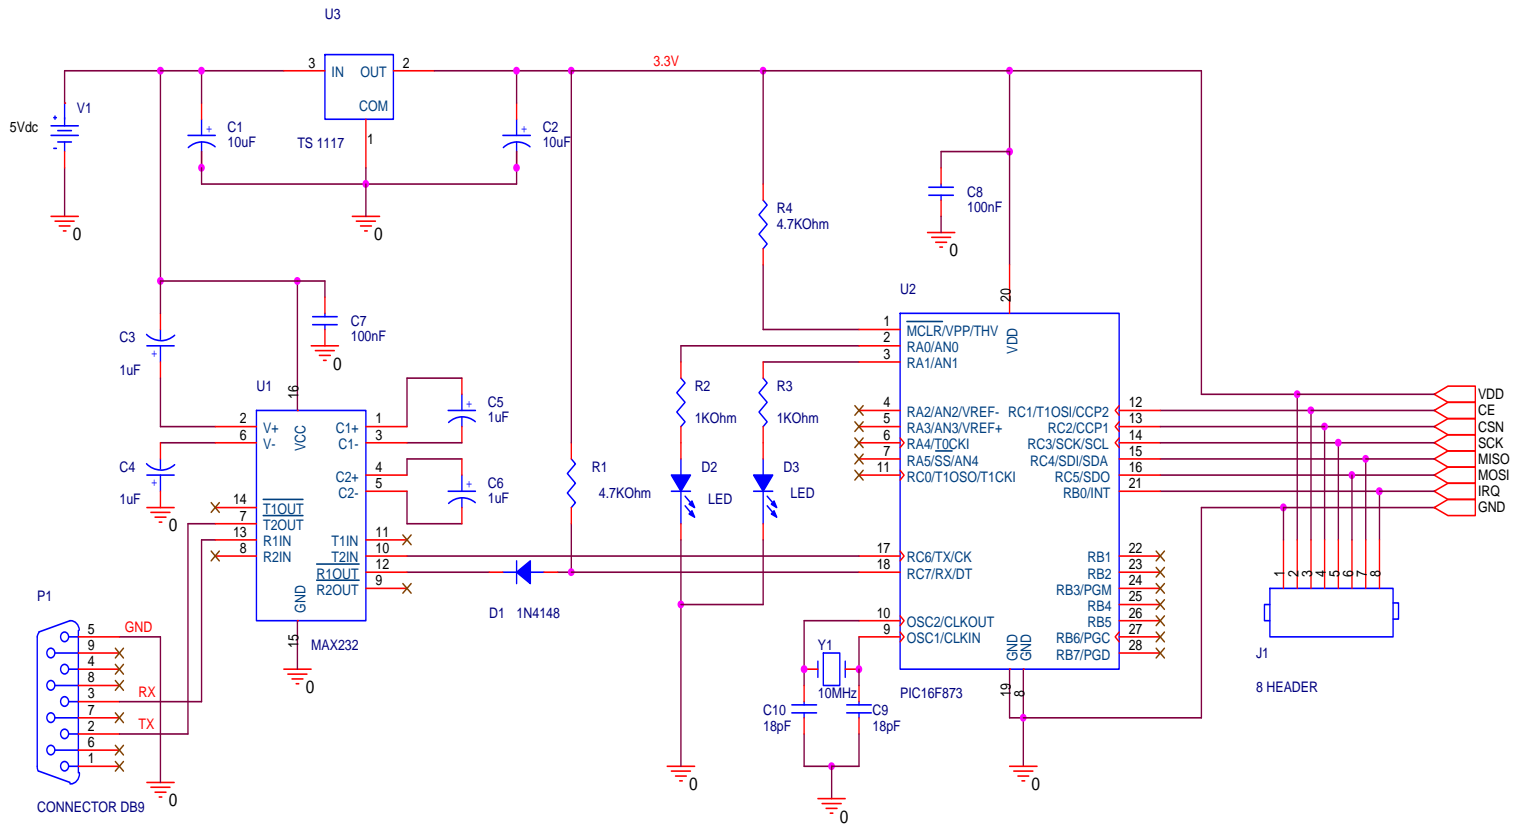 U3
3
IN
OUT
2
COM
1
TS 1117
3.3V
V1
5Vdc
0
C1
10uF
C2
10uF
0
R4
4.7KOhm
C8
100nF
0
C3
1uF
C7
100nF
0
U1
16
VCC
2
V+
6
V-
C1+
1
C1-
3
C2+
4
C2-
5
C5
1uF
C6
1uF
C4
1uF
0
14
T1OUT
7
T2OUT
13
R1IN
8
R2IN
T1IN
11
T2IN
10
R1OUT
12
R2OUT
9
GND
15
MAX232
0
D1
1N4148
R1
4.7KOhm
R2
1KOhm
R3
1KOhm
D2
LED
D3
LED
0
P1
5
GND
9
4
8
3
RX
7
2
TX
6
1
0
CONNECTOR DB9
U2
20
VDD
1
MCLR/VPP/THV
2
RA0/AN0
3
RA1/AN1
4
RA2/AN2/VREF-
5
RA3/AN3/VREF+
6
RA4/T0CKI
7
RA5/SS/AN4
11
RC0/T1OSO/T1CKI
17
RC6/TX/CK
18
RC7/RX/DT
10
OSC2/CLKOUT
9
OSC1/CLKIN
RC1/T1OSI/CCP2
12
RC2/CCP1
13
RC3/SCK/SCL
14
RC4/SDI/SDA
15
RC5/SDO
16
RB0/INT
21
RB1
22
RB2
23
RB3/PGM
24
RB4
25
RB5
26
RB6/PGC
27
RB7/PGD
28
GND
GND
19
8
PIC16F873
0
Y1
10MHz
C10
18pF
C9
18pF
0
VDD
CE
CSN
SCK
MISO
MOSI
IRQ
GND
1
2
3
4
5
6
7
8
J1
8 HEADER